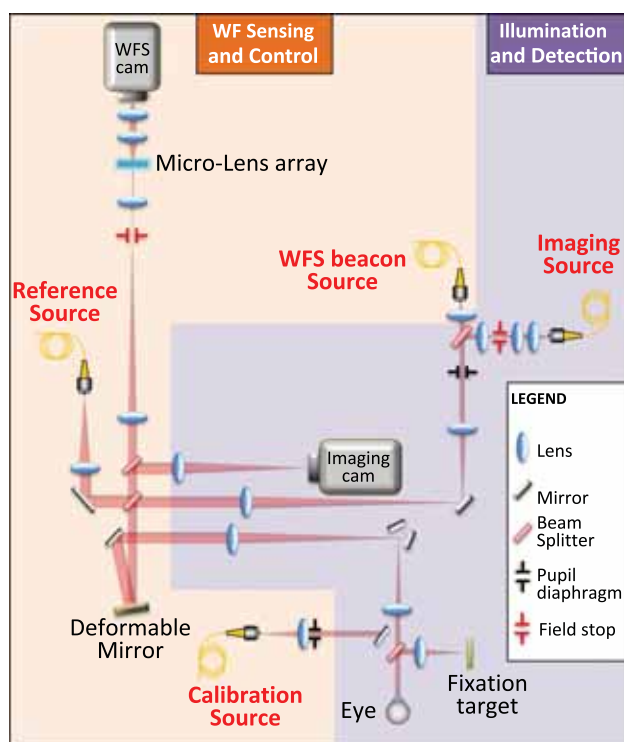 WF Sensing
and Control
Illumination
and Detection
WFS
cam
Micro-Lens array
WFS beacon
Source
Imaging
Source
Reference
Source
LEGEND
Lens
Mirror
Beam
Splitter
Pupil
diaphragm
Field stop
Imaging
cam
Deformable
Mirror
Calibration
Source
Eye
Fixation
target